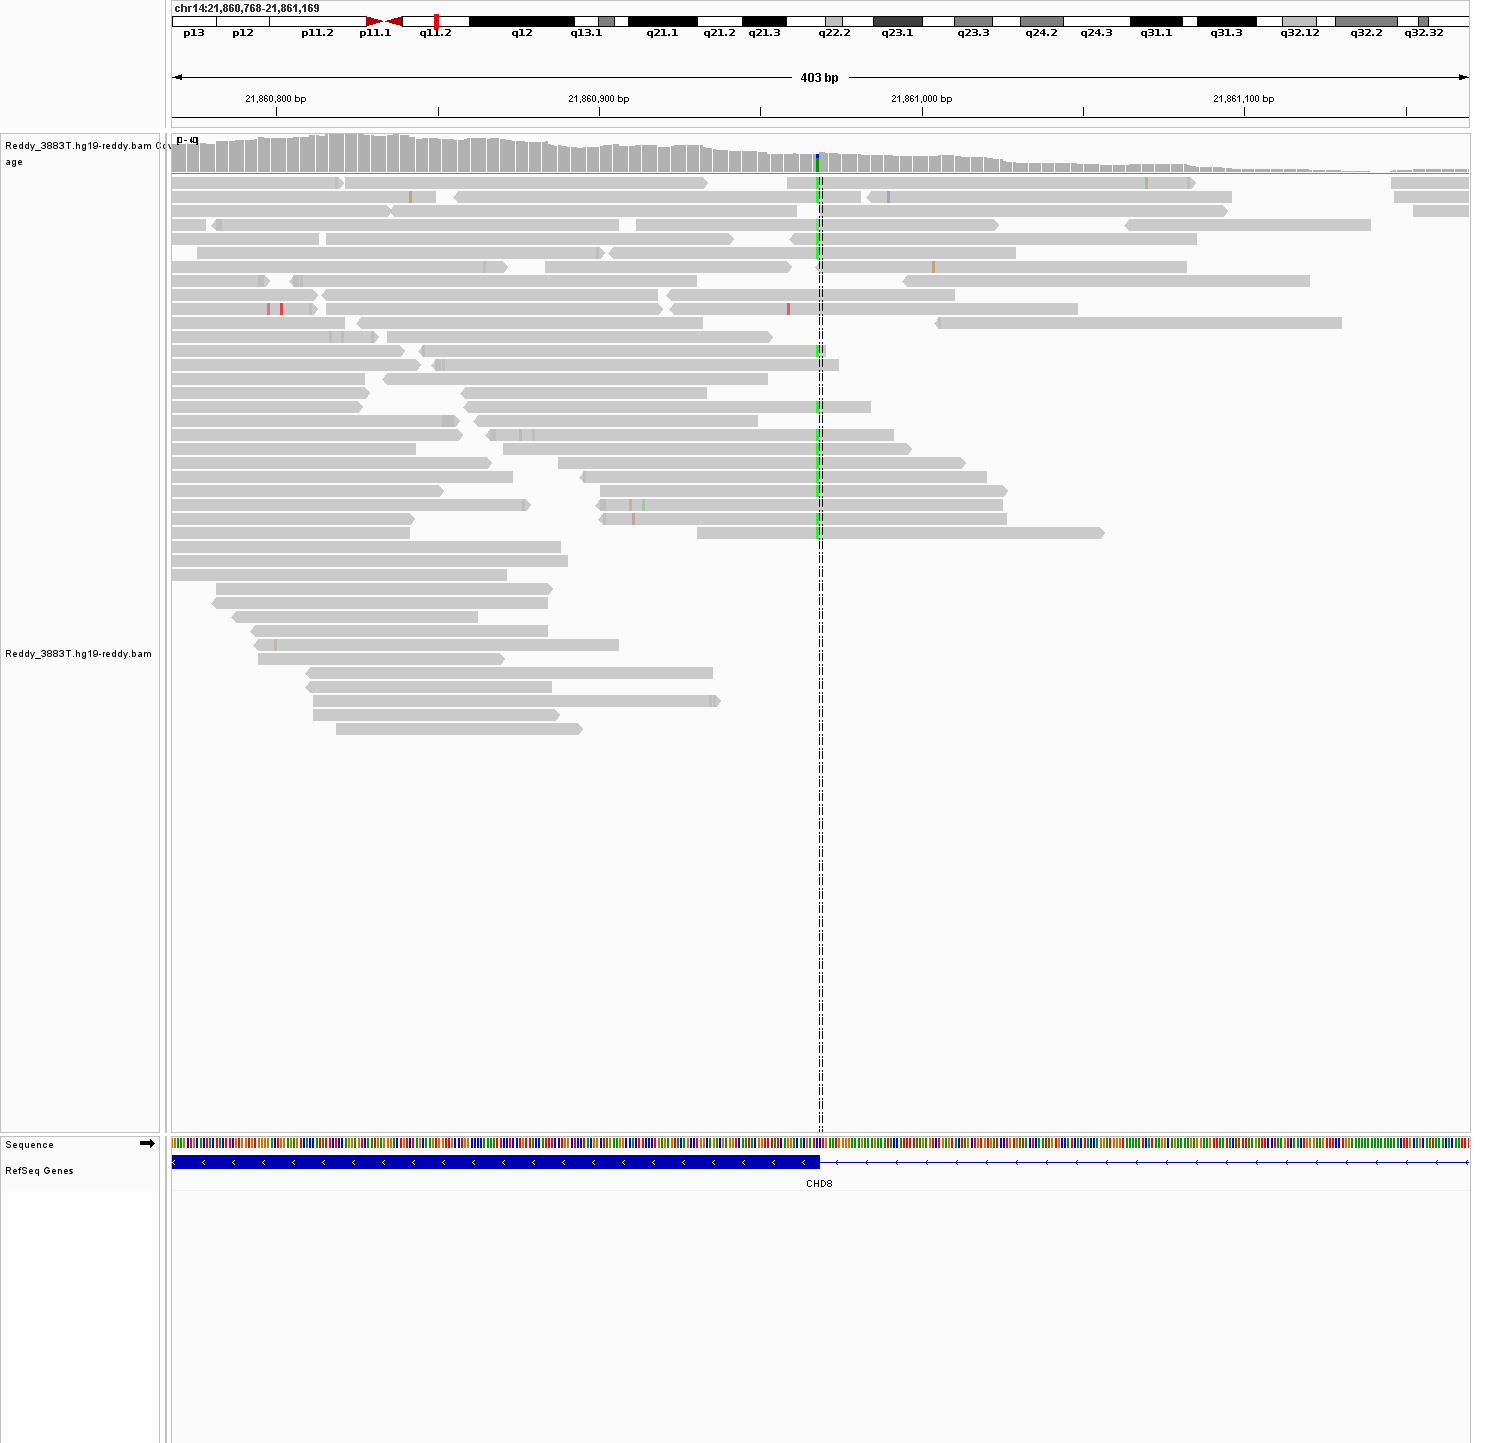 chr14:21,860,768-21,861,169
p13 p12 p11.2 p11.1 q11.2 q12 q13.1 q21.1 q21.2 q21.3 q22.2 q23.1 q23.3 q24.2 q24.3 q31.1 q31.3 q32.12 q32.2 q32.32
403 bp
21,860,800 bp 21,860,900 bp 21,861,000 bp 21,861,100 bp
Reddy_3883T.hg19-reddy.bam Cov
age
Reddy_3883T.hg19-reddy.bam
Sequence
RefSeq Genes
CHD8